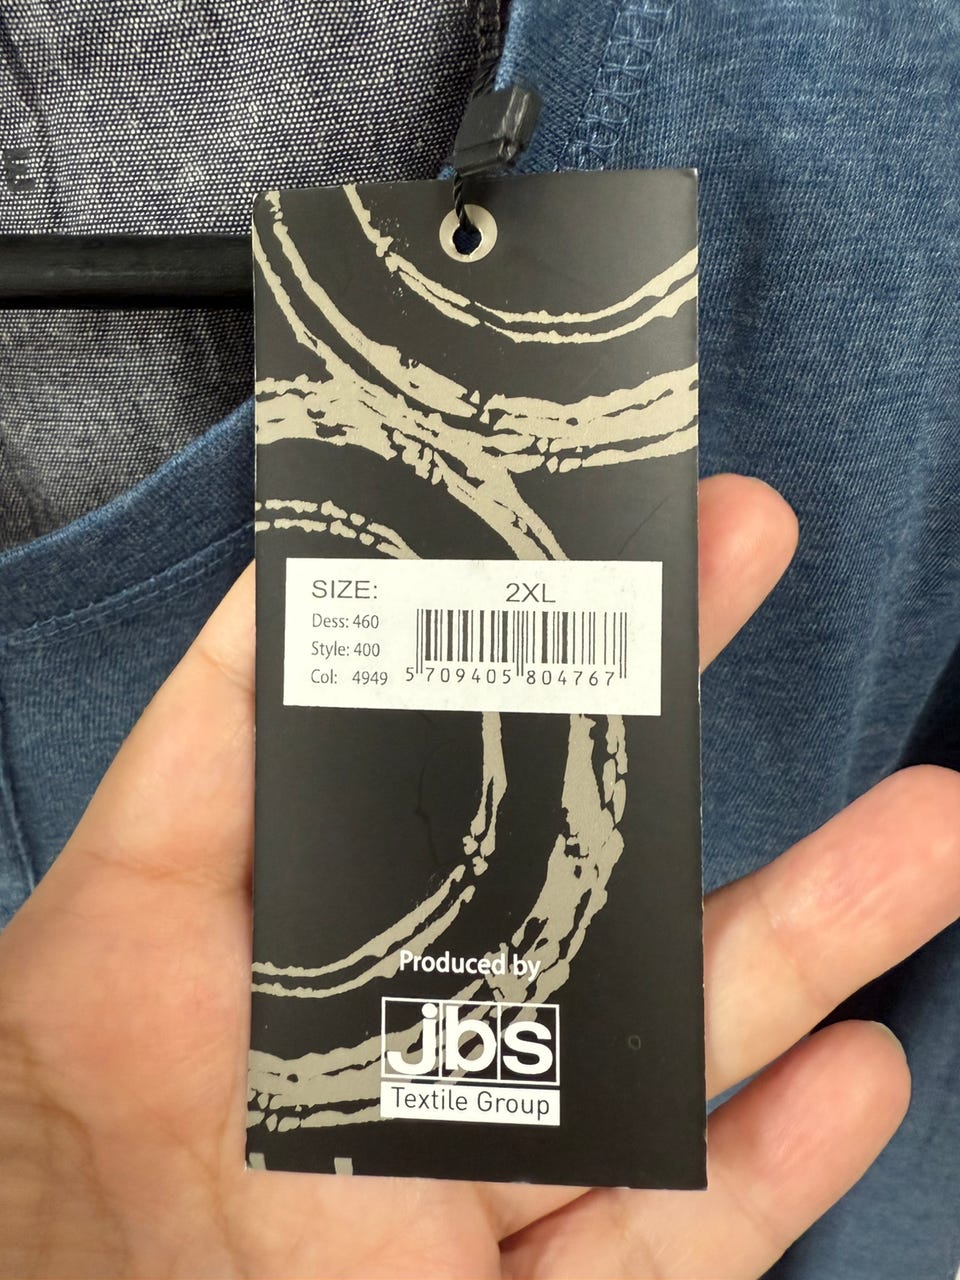 SIZE: 2XL
Dess: 460
Style: 400
Col: 4949
5 709405 804767
Produced by
jbs
Textile Group